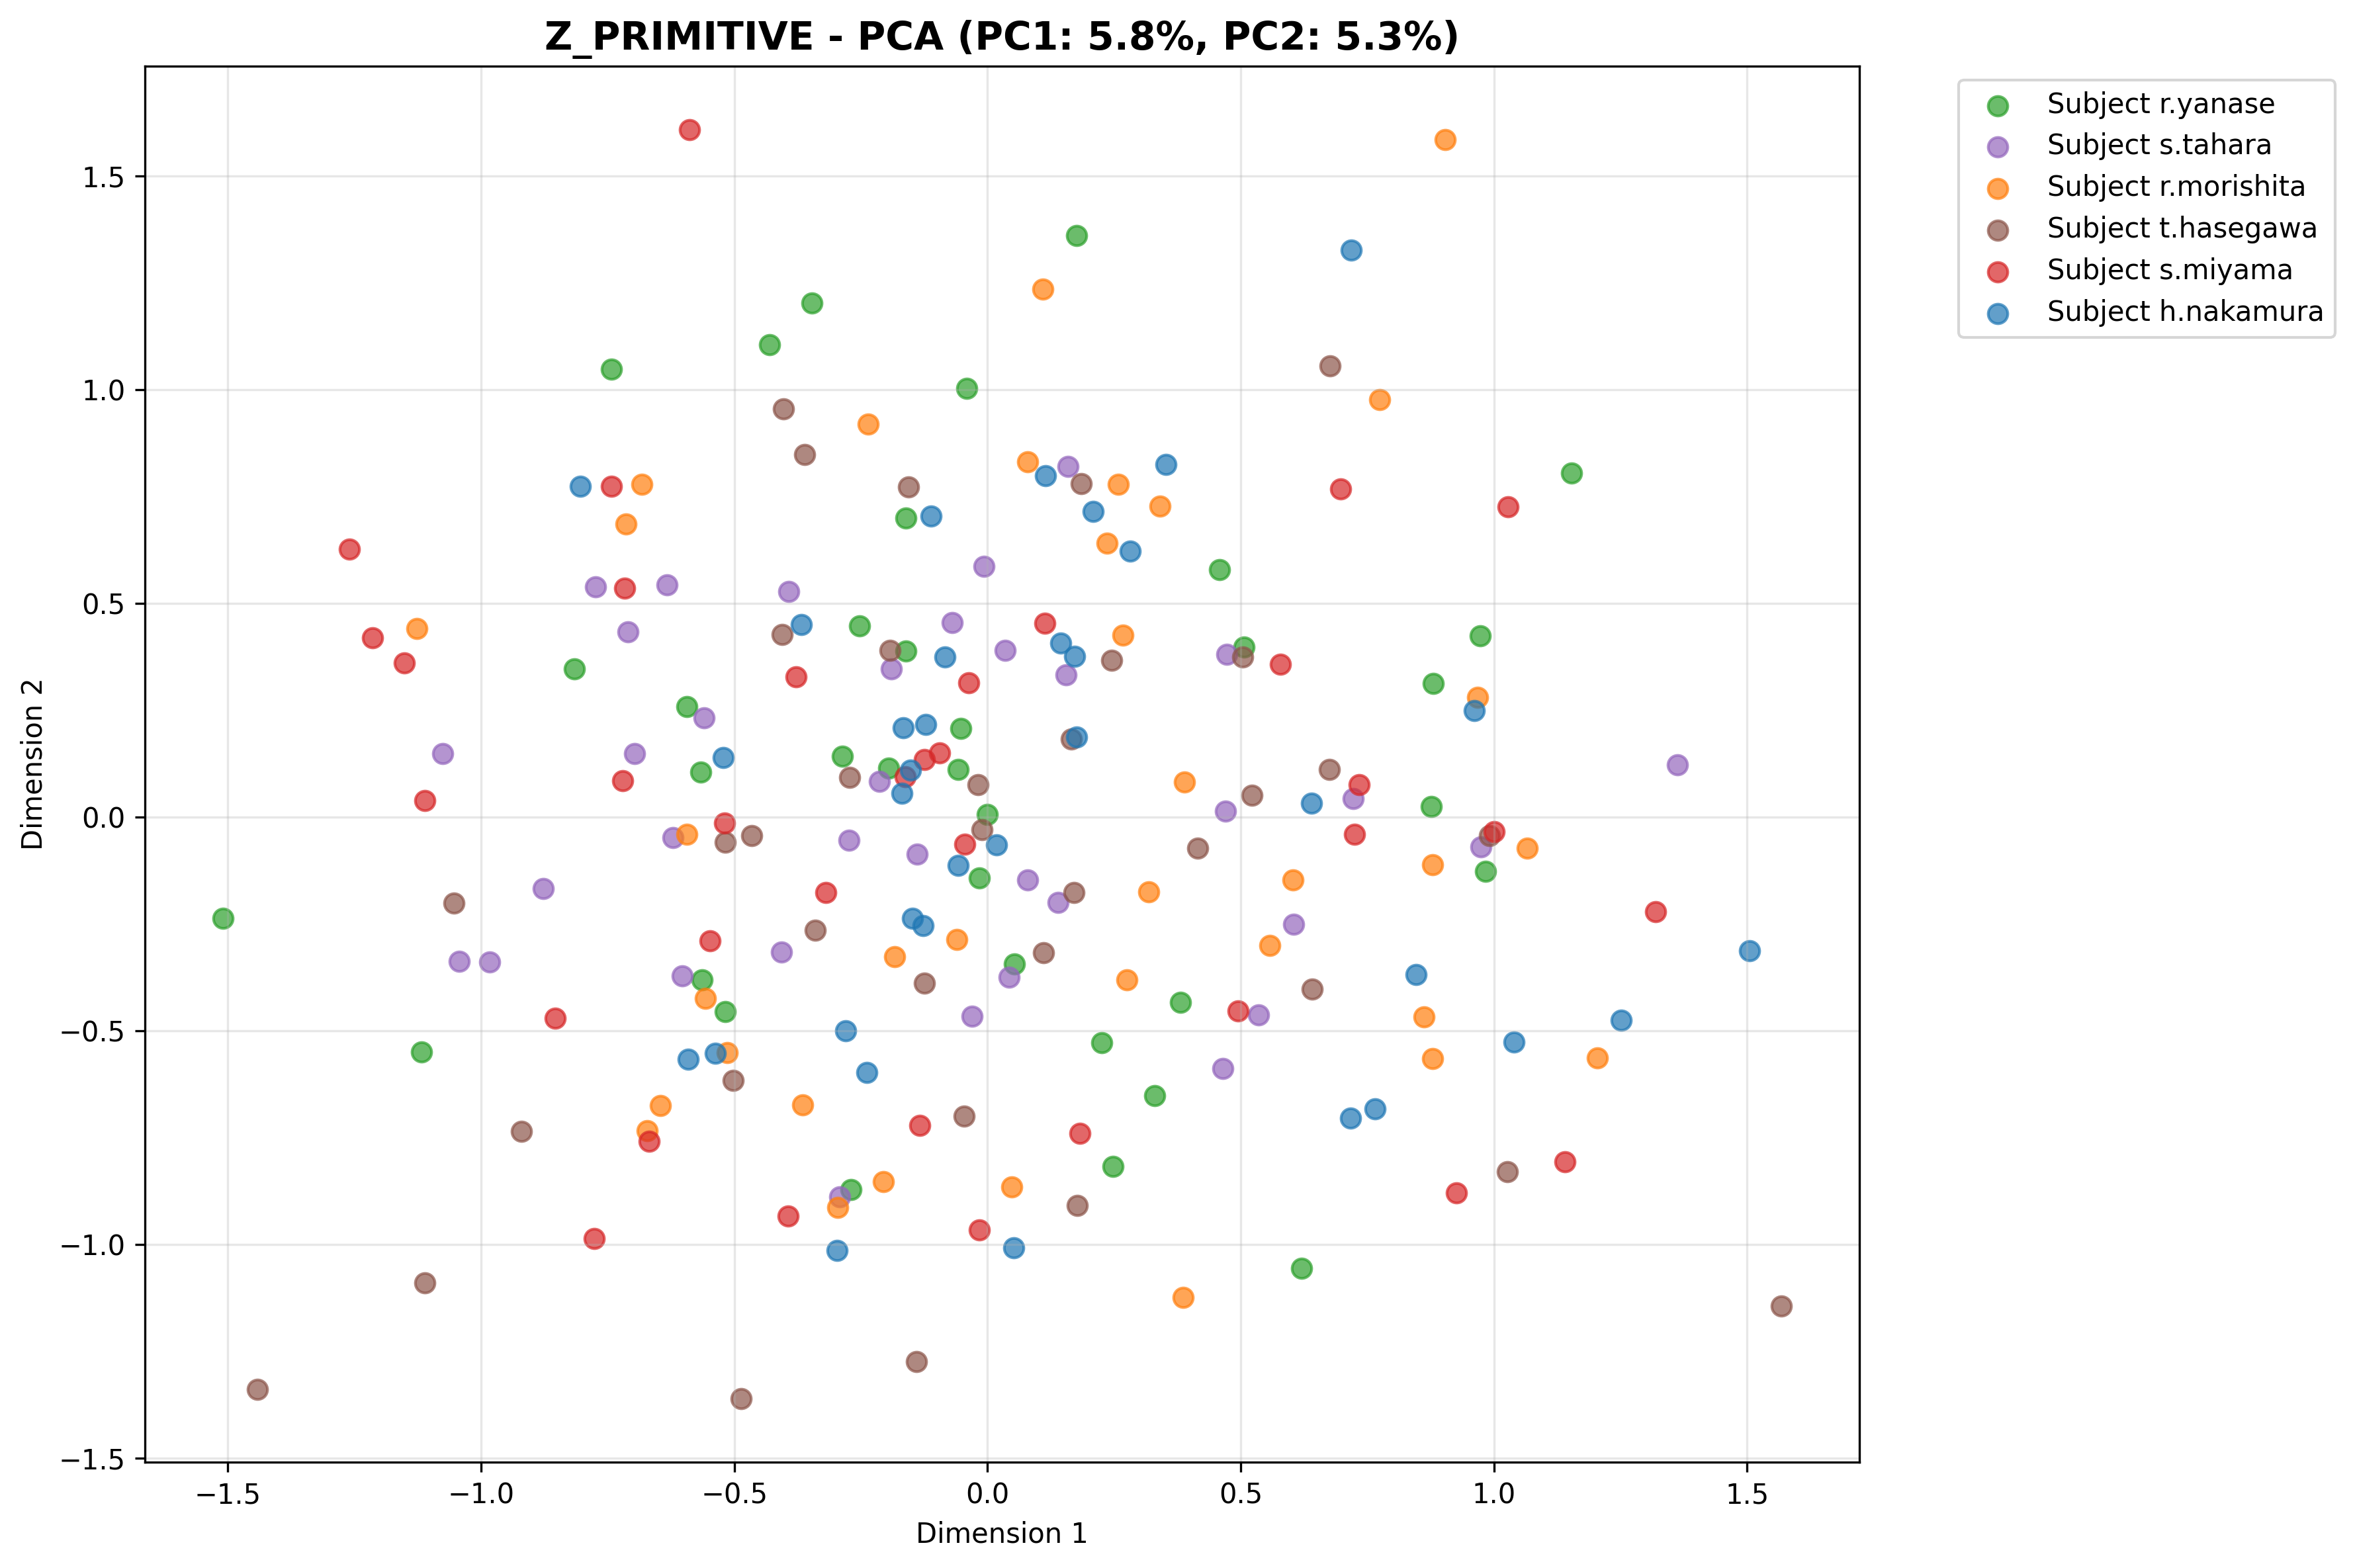 Z_PRIMITIVE - PCA (PC1: 5.8%, PC2: 5.3%)
Subject r.yanase
Subject s.tahara
Subject r.morishita
Subject t.hasegawa
Subject s.miyama
Subject h.nakamura
Dimension 2
1.5
1.0
0.5
0.0
−0.5
−1.0
−1.5
−1.5 −1.0 −0.5 0.0 0.5 1.0 1.5
Dimension 1